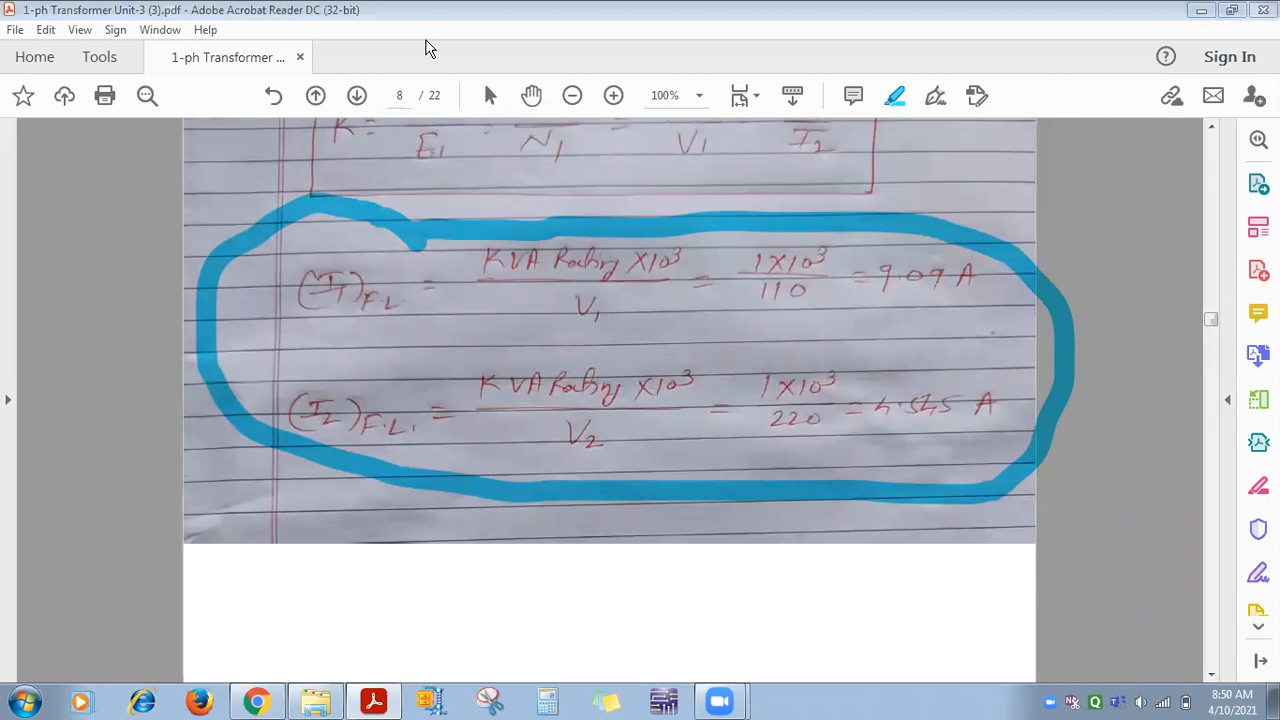 1-ph Transformer Unit-3 (3).pdf - Adobe Acrobat Reader DC (32-bit)
File Edit View Sign Window Help
Home Tools 1-ph Transformer ... × Sign In
8 / 22 100%
K = E1 N1 = V1 I2
(I1)F.L. = KVA Rating X10³ / V1 = 1X10³ / 110 = 9.09 A
(I2)F.L. = KVA Rating X10³ / V2 = 1X10³ / 220 = 4.545 A
8:50 AM
4/10/2021